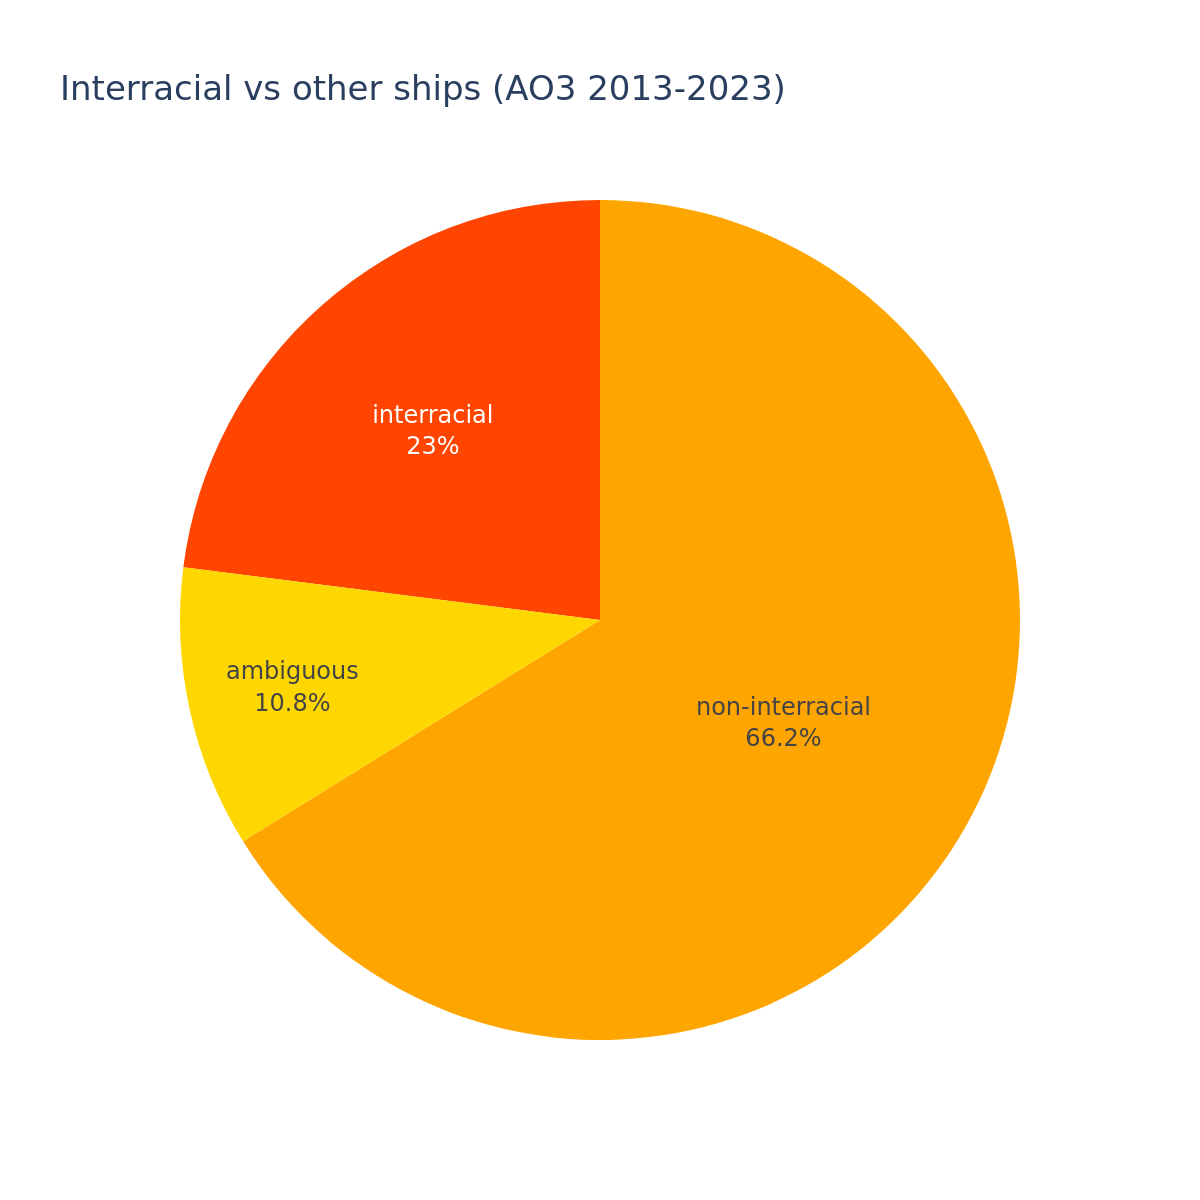 Interracial vs other ships (AO3 2013-2023)
interracial
23%
ambiguous
10.8%
non-interracial
66.2%